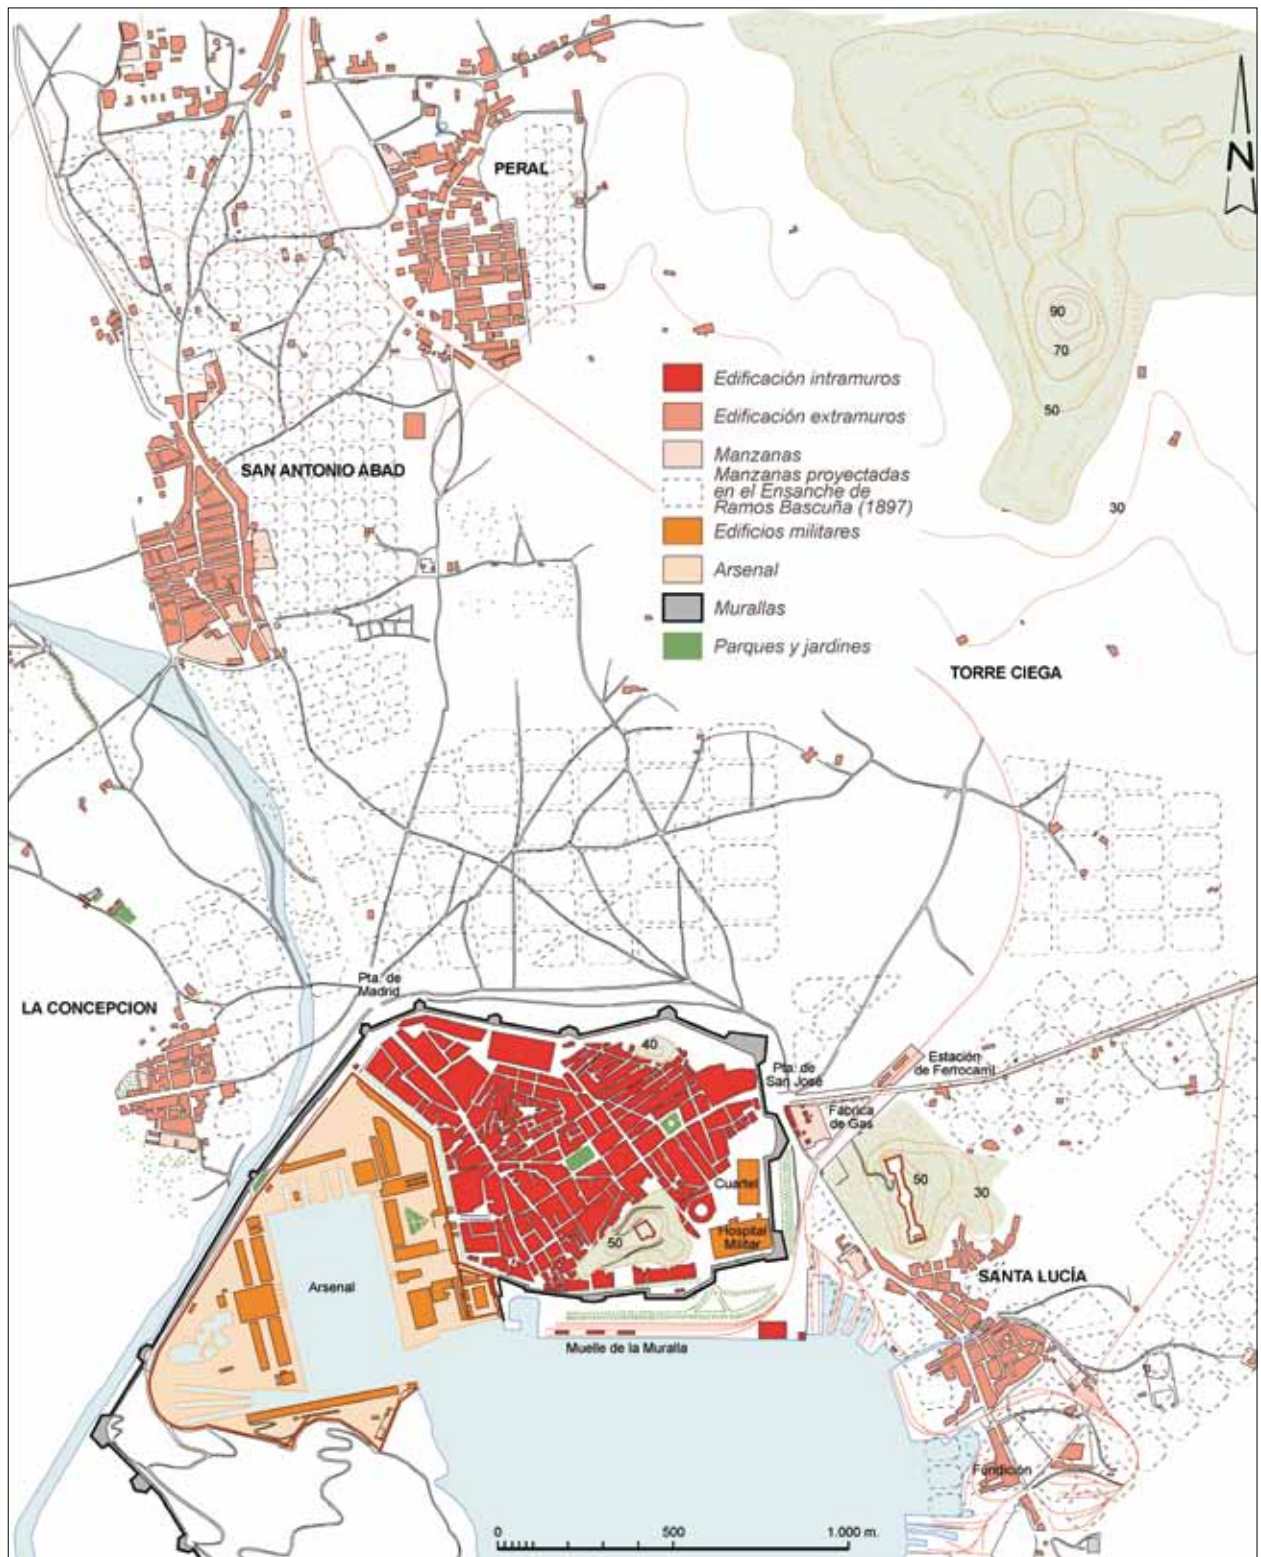 PERAL
N
90
70
50
Edificación intramuros
Edificación extramuros
Manzanas
Manzanas proyectadas
en el Ensanche de
Ramos Bascuña (1897)
Edificios militares
Arsenal
Murallas
Parques y jardines
SAN ANTONIO ABAD
30
TORRE CIEGA
LA CONCEPCION
Pta. de
Madrid
40
Pta. de
San José
Estación
de Ferrocarril
Fábrica
de Gas
Cuartel
50
30
Hospital
Militar
50
Arsenal
SANTA LUCÍA
Muelle de la Muralla
Fundición
0 500 1.000 m.